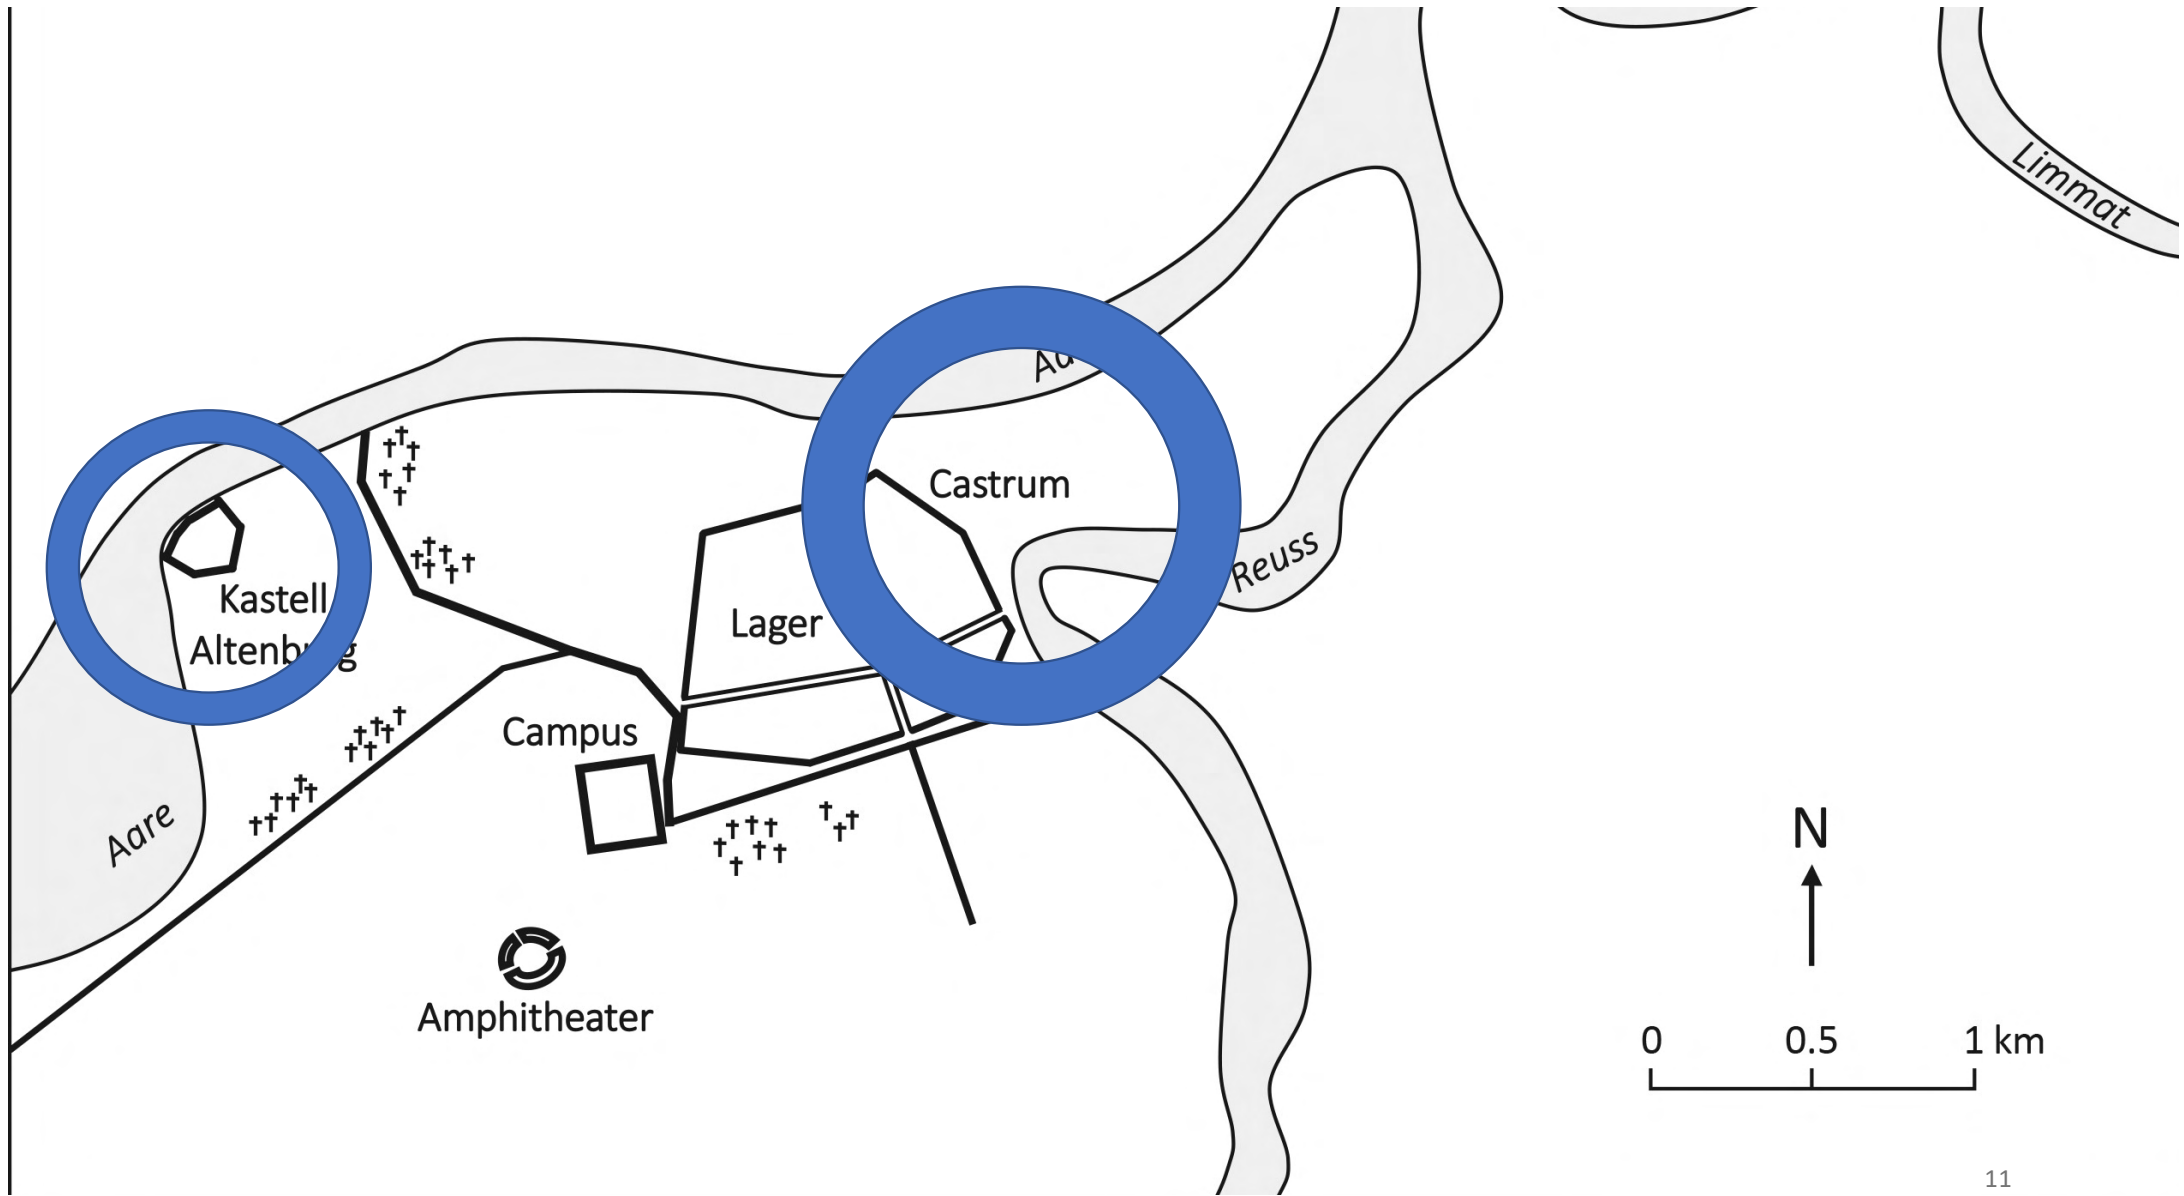 Limmat
Castrum
Reuss
Kastell
Lager
Campus
Aare
N
Amphitheater
0 0.5 1 km
11